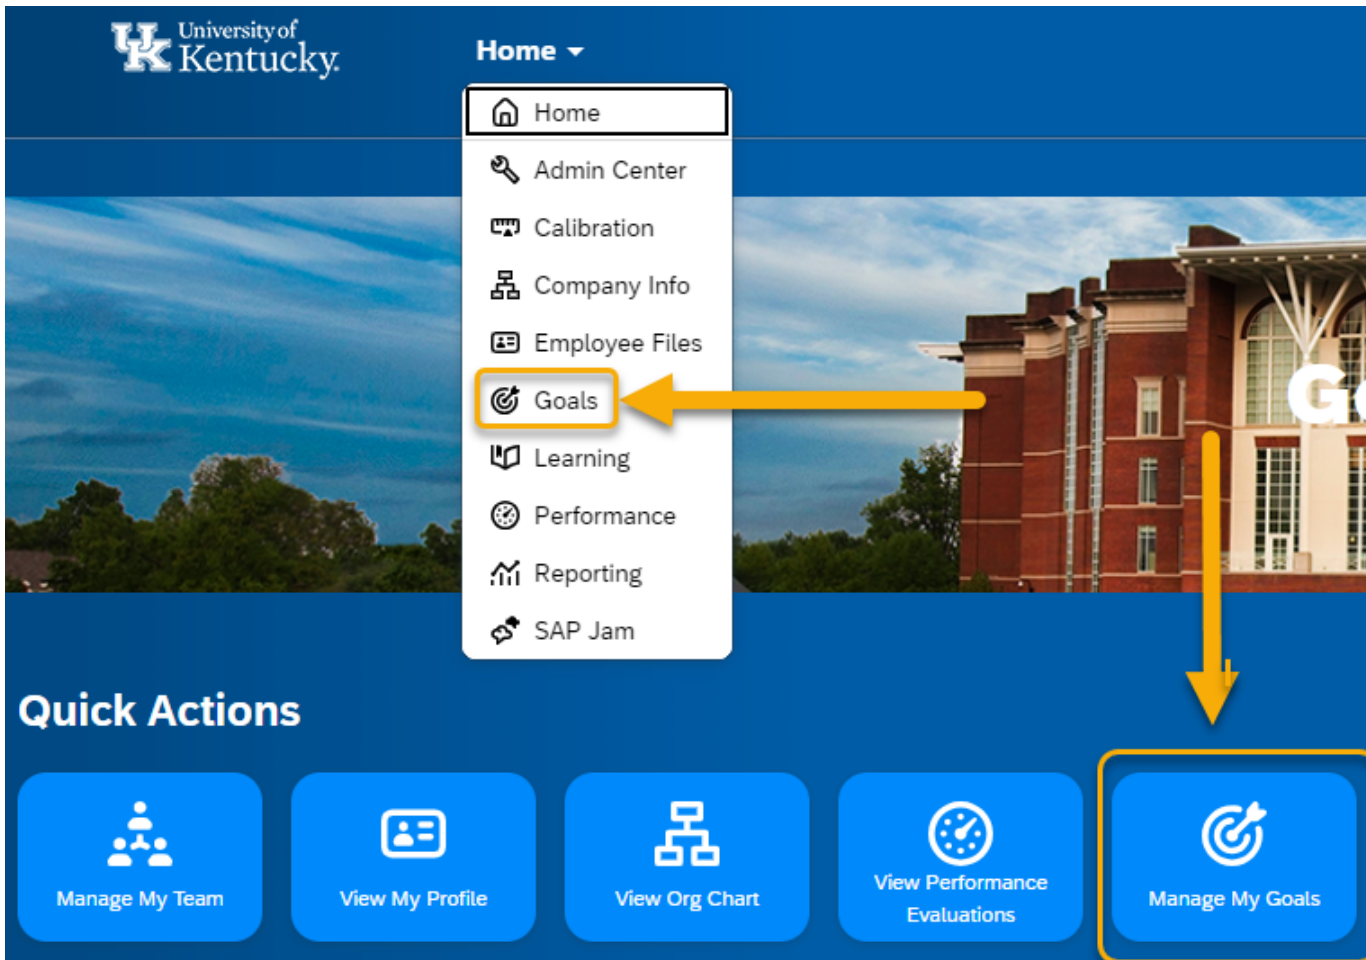 University of
Kentucky.
Home
Home
Admin Center
Calibration
Company Info
Employee Files
Goals
Learning
Performance
Reporting
SAP Jam
Quick Actions
Manage My Team
View My Profile
View Org Chart
View Performance
Evaluations
Manage My Goals